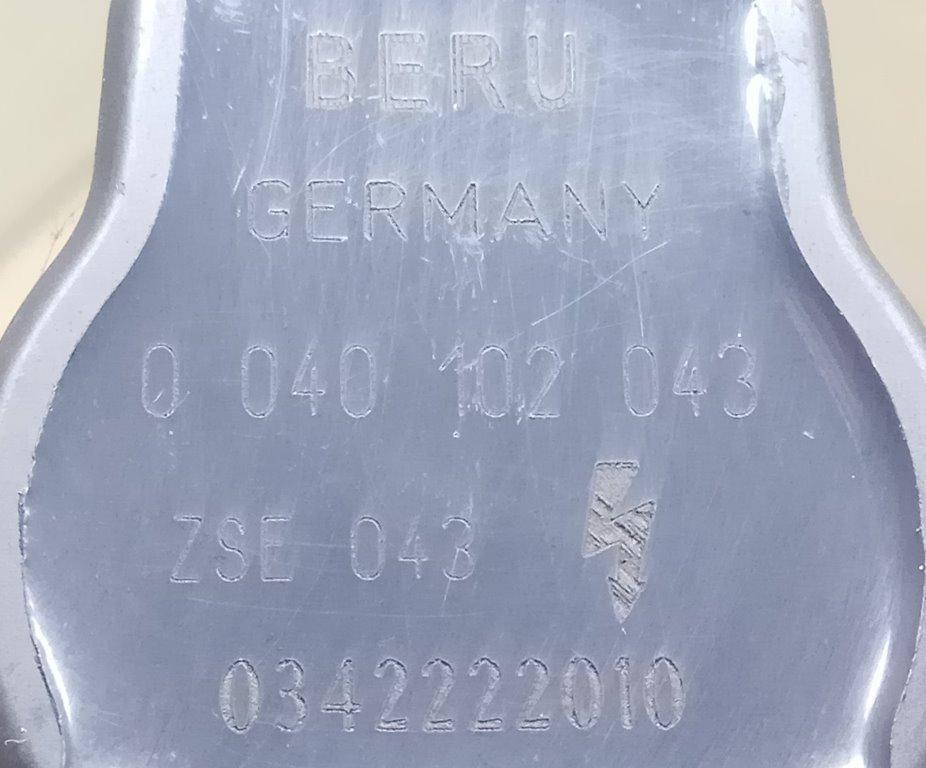 BERU
GERMANY
0 040 102 043
ZSE 043
0342222010